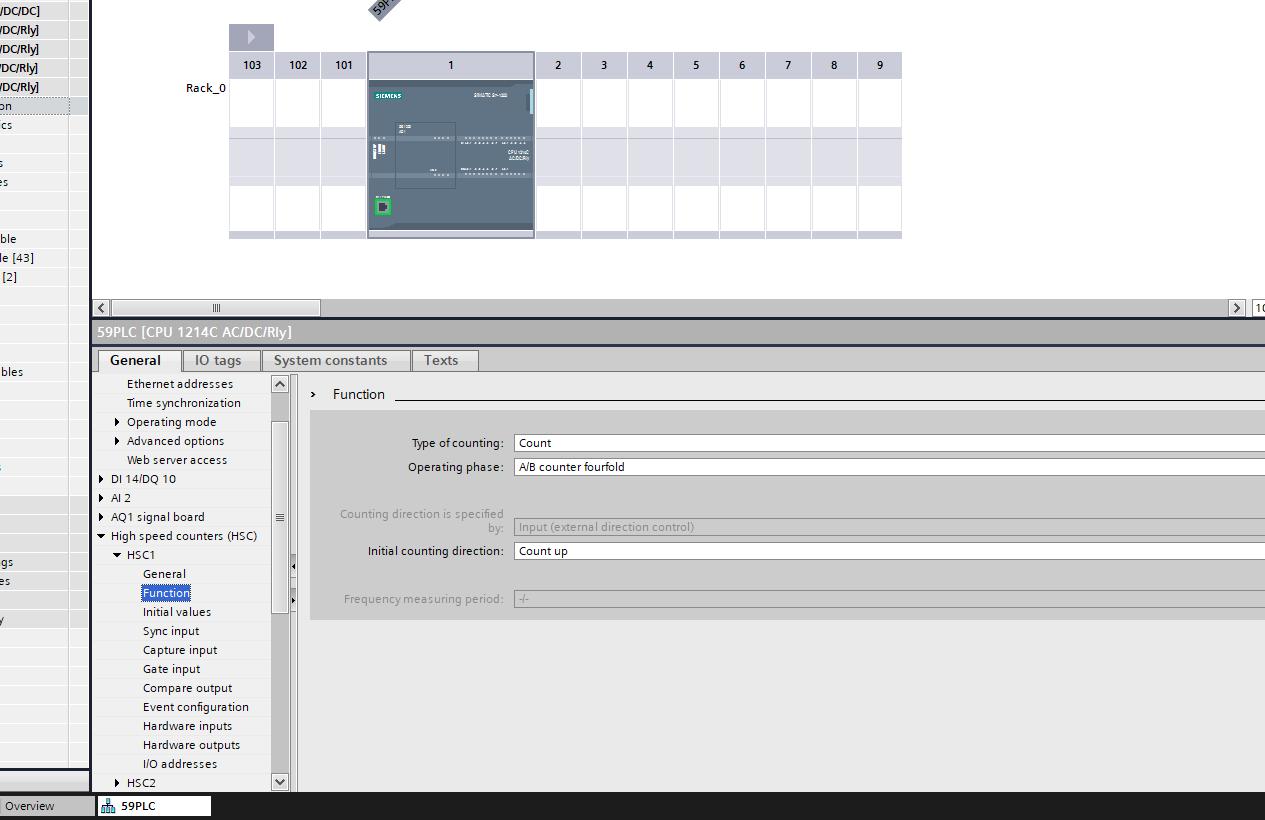 /DC/DC]
DC/Rly]
DC/Rly]
DC/Rly]
DC/Rly]
on
ics
s
es
ble
le [43]
[2]
bles
s
gs
es
y
59P
103 102 101 1 2 3 4 5 6 7 8 9
Rack_0
SIEMENS
SIMATIC S7-1200
CPU 1214C
AC/DC/Rly
10
59PLC [CPU 1214C AC/DC/Rly]
General IO tags System constants Texts
Ethernet addresses
Time synchronization
Operating mode
Advanced options
Web server access
DI 14/DQ 10
AI 2
AQ1 signal board
High speed counters (HSC)
HSC1
General
Function
Initial values
Sync input
Capture input
Gate input
Compare output
Event configuration
Hardware inputs
Hardware outputs
I/O addresses
HSC2
Function
Type of counting: Count
Operating phase: A/B counter fourfold
Counting direction is specified
by: Input (external direction control)
Initial counting direction: Count up
Frequency measuring period: -/-
Overview 59PLC